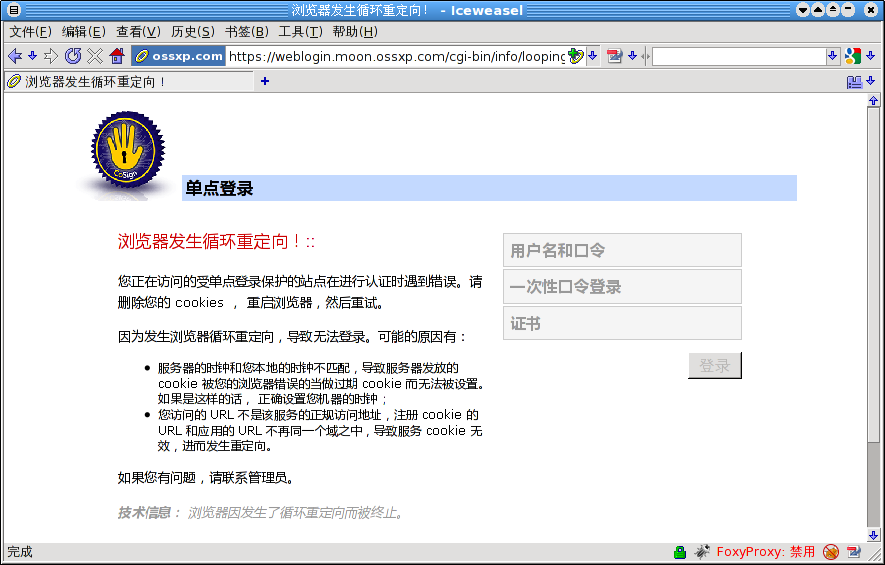 浏览器发生循环重定向！ - Iceweasel
文件(F) 编辑(E) 查看(V) 历史(S) 书签(B) 工具(T) 帮助(H)
ossxp.com https://weblogin.moon.ossxp.com/cgi-bin/info/looping
浏览器发生循环重定向！
CoSign
单点登录
浏览器发生循环重定向！::
您正在访问的受单点登录保护的站点在进行认证时遇到错误。请
删除您的 cookies ， 重启浏览器，然后重试。
因为发生浏览器循环重定向，导致无法登录。可能的原因有：
服务器的时钟和您本地的时钟不匹配，导致服务器发放的
cookie 被您的浏览器错误的当做过期 cookie 而无法被设置。
如果是这样的话， 正确设置您机器的时钟；
您访问的 URL 不是该服务的正规访问地址，注册 cookie 的
URL 和应用的 URL 不再同一个域之中，导致服务 cookie 无
效，进而发生重定向。
如果您有问题，请联系管理员。
技术信息： 浏览器因发生了循环重定向而被终止。
用户名和口令
一次性口令登录
证书
登录
完成
FoxyProxy: 禁用